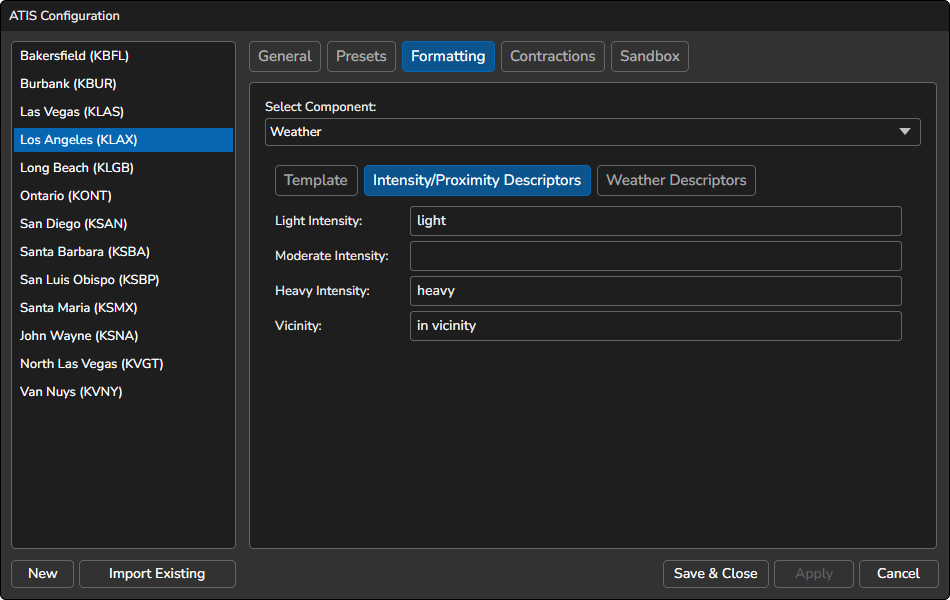 ATIS Configuration
Bakersfield (KBFL)
Burbank (KBUR)
Las Vegas (KLAS)
Los Angeles (KLAX)
Long Beach (KLGB)
Ontario (KONT)
San Diego (KSAN)
Santa Barbara (KSBA)
San Luis Obispo (KSBP)
Santa Maria (KSMX)
John Wayne (KSNA)
North Las Vegas (KVGT)
Van Nuys (KVNY)
New Import Existing
General Presets Formatting Contractions Sandbox
Select Component:
Weather
Template Intensity/Proximity Descriptors Weather Descriptors
Light Intensity: light
Moderate Intensity:
Heavy Intensity: heavy
Vicinity: in vicinity
Save & Close Apply Cancel